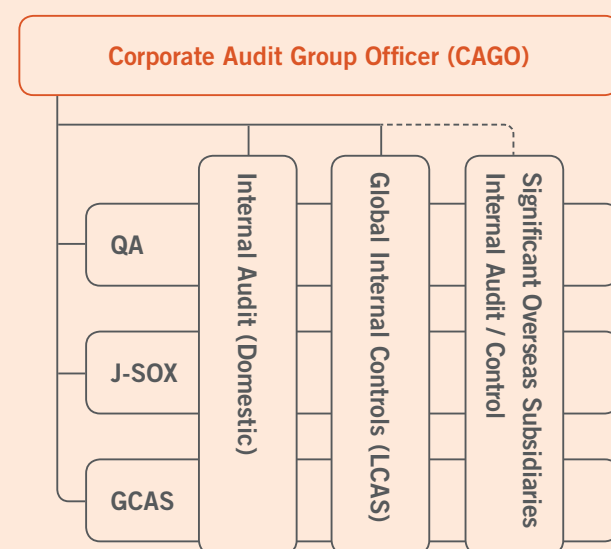 Corporate Audit Group Officer (CAGO)
QA
J-SOX
GCAS
Internal Audit (Domestic)
Global Internal Controls (LCAS)
Significant Overseas Subsidiaries
Internal Audit / Control